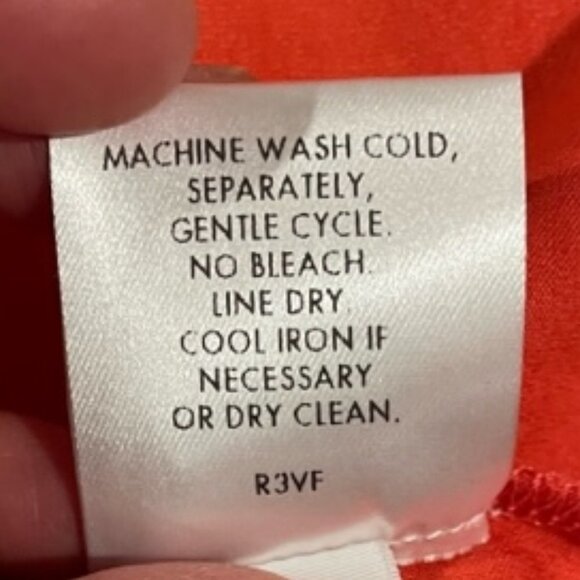 MACHINE WASH COLD,
SEPARATELY,
GENTLE CYCLE.
NO BLEACH.
LINE DRY.
COOL IRON IF
NECESSARY
OR DRY CLEAN.
R3VF